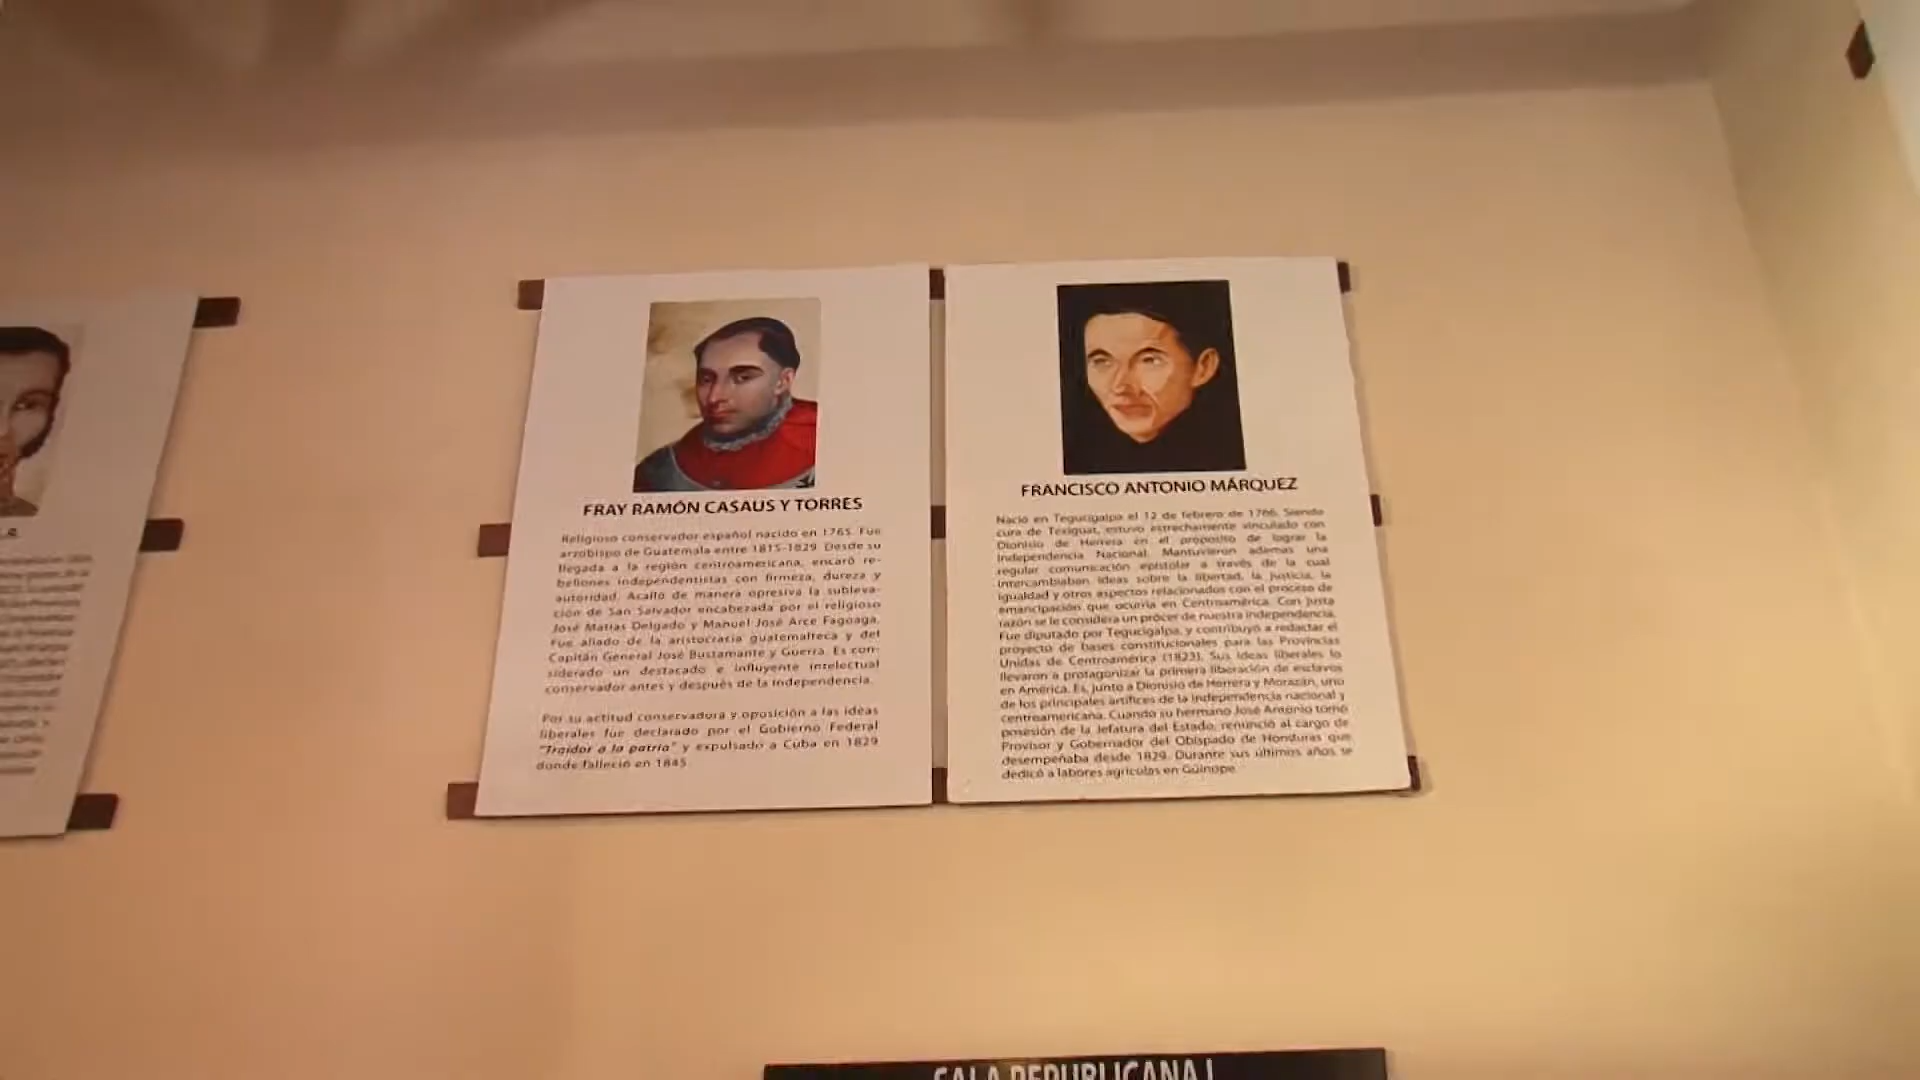 FRAY RAMÓN CASAUS Y TORRES
Religioso conservador español nacido en 1765. Fue
arzobispo de Guatemala entre 1815-1829. Desde su
llegada a la región centroamericana, encaró re-
beliones independentistas con firmeza, dureza y
autoridad. Acalló de manera opresiva la subleva-
ción de San Salvador encabezada por el religioso
José Matías Delgado y Manuel José Arce Fagoaga.
Fue aliado de la aristocracia guatemalteca y del
Capitán General José Bustamante y Guerra. Es con-
siderado un destacado e influyente intelectual
conservador antes y después de la Independencia.
Por su actitud conservadora y oposición a las ideas
liberales fue declarado por el Gobierno Federal
"Traidor a la patria" y expulsado a Cuba en 1829
donde falleció en 1845
FRANCISCO ANTONIO MÁRQUEZ
Nació en Tegucigalpa el 12 de febrero de 1766. Siendo
cura de Texiguat, estuvo estrechamente vinculado con
Dionisio de Herrera en el propósito de lograr la
Independencia Nacional. Mantuvieron además una
regular comunicación epistolar a través de la cual
intercambiaban ideas sobre la libertad, la justicia, la
igualdad y otros aspectos relacionados con el proceso de
emancipación que ocurría en Centroamérica. Con justa
razón se le considera un prócer de nuestra independencia.
Fue diputado por Tegucigalpa, y contribuyó a redactar el
proyecto de bases constitucionales para las Provincias
Unidas de Centroamérica (1823). Sus ideas liberales lo
llevaron a protagonizar la primera liberación de esclavos
en América. Es, junto a Dionisio de Herrera y Morazán, uno
de los principales artífices de la independencia nacional y
centroamericana. Cuando su hermano José Antonio tomó
posesión de la Jefatura del Estado, renunció al cargo de
Provisor y Gobernador del Obispado de Honduras que
desempeñaba desde 1829. Durante sus últimos años se
dedicó a labores agrícolas en Güinope
SALA REPUBLICANA I